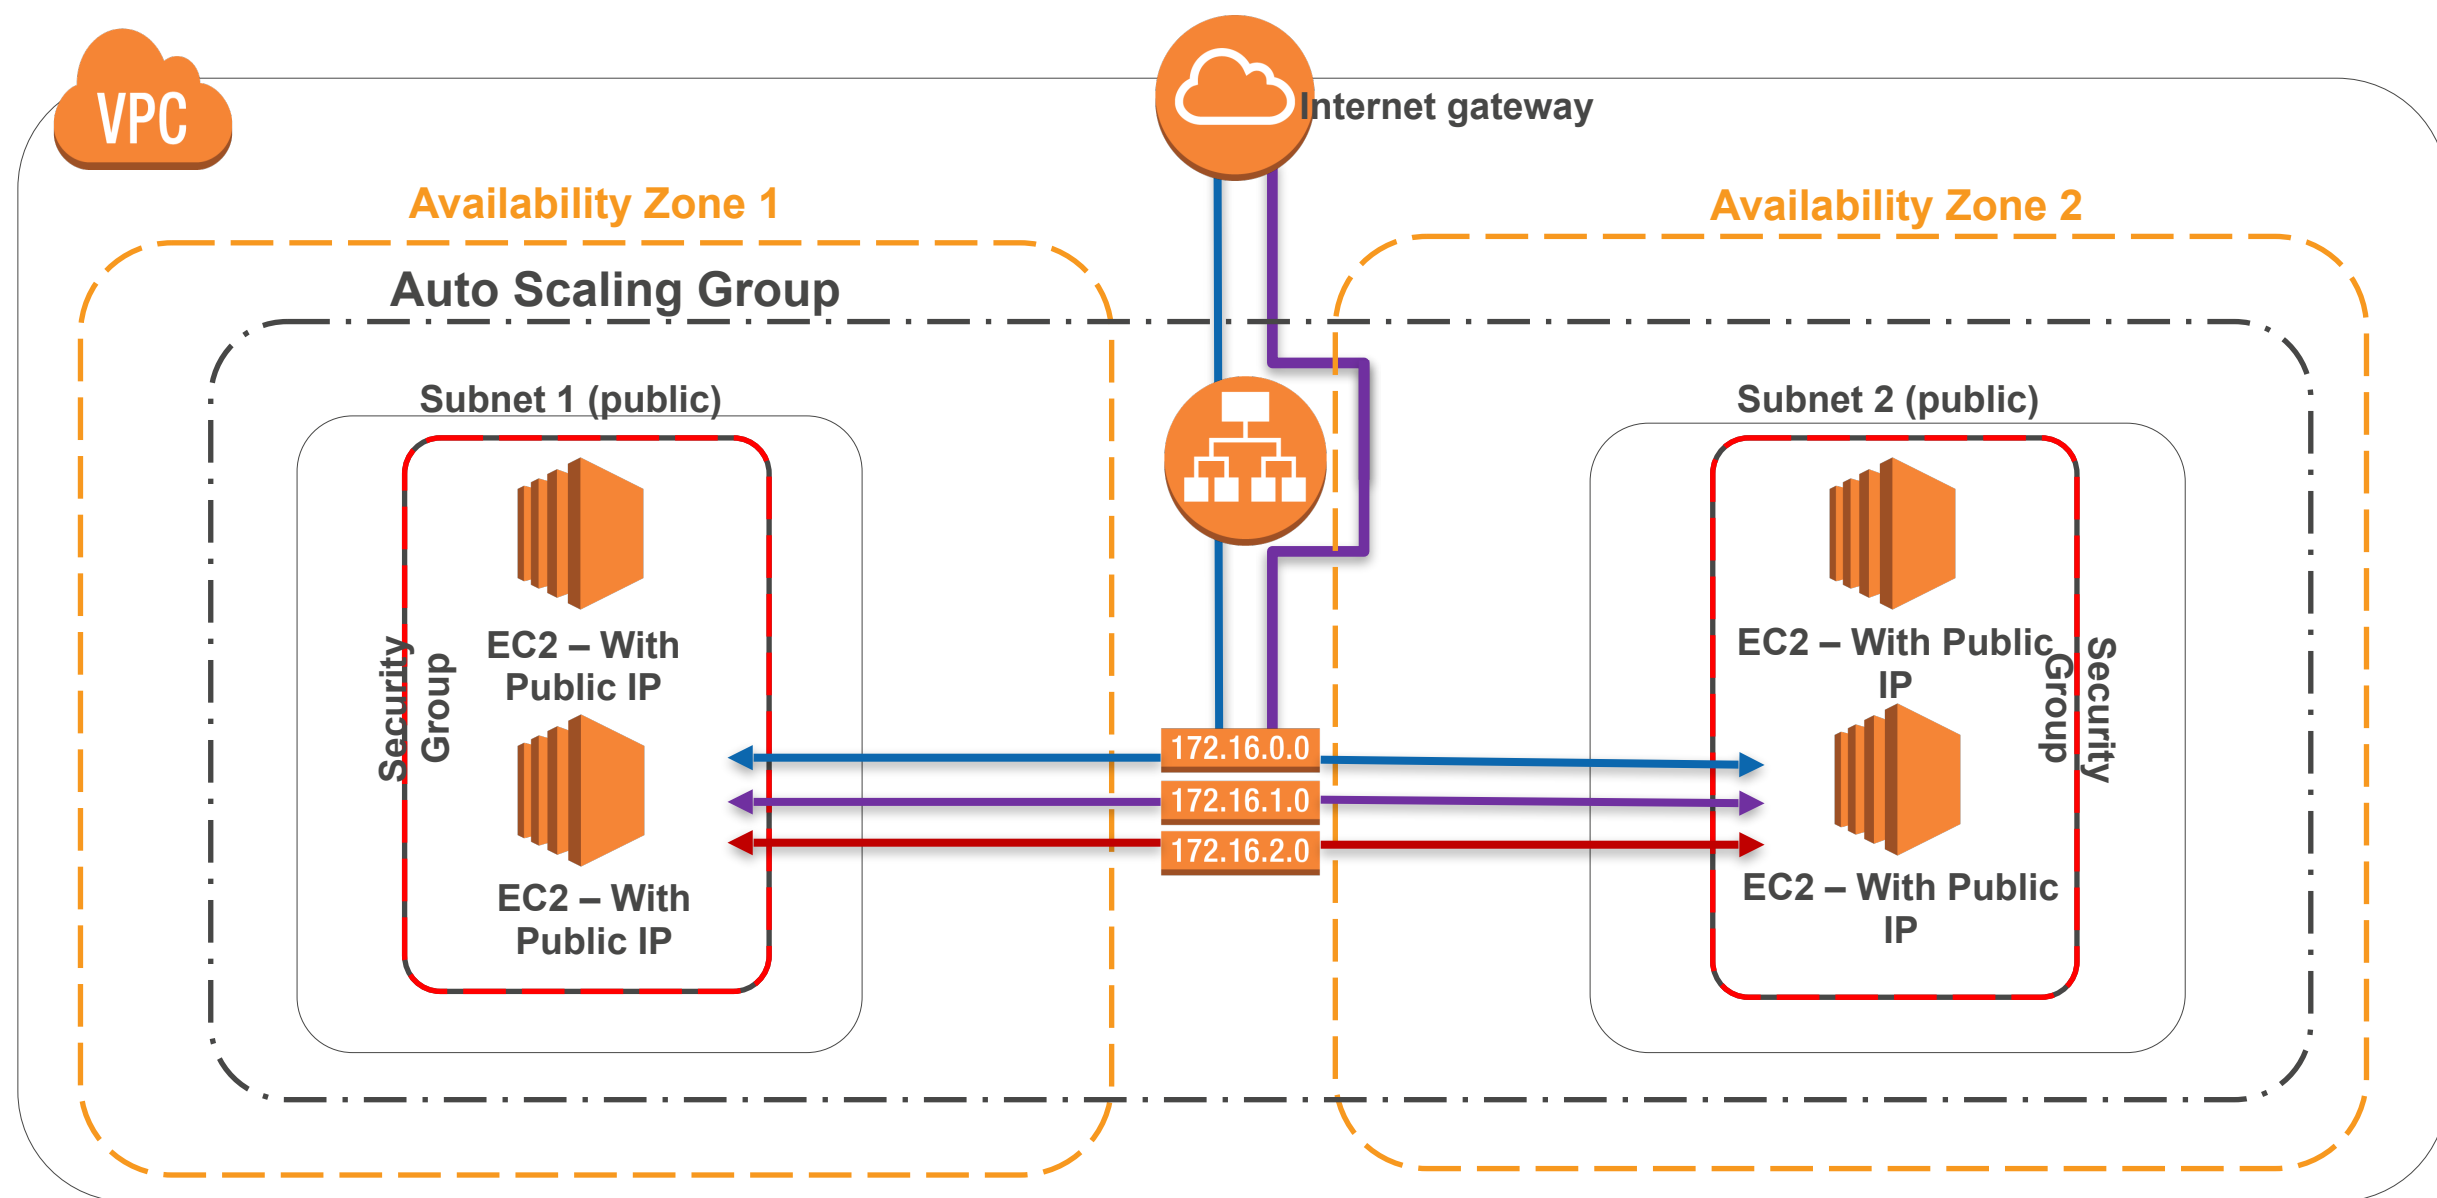 VPC
Internet gateway
Availability Zone 1
Availability Zone 2
Auto Scaling Group
Subnet 1 (public)
Subnet 2 (public)
Security
Group
EC2 – With
Public IP
EC2 – With
Public IP
172.16.0.0
172.16.1.0
172.16.2.0
EC2 – With Public
IP
EC2 – With Public
IP
Security
Group